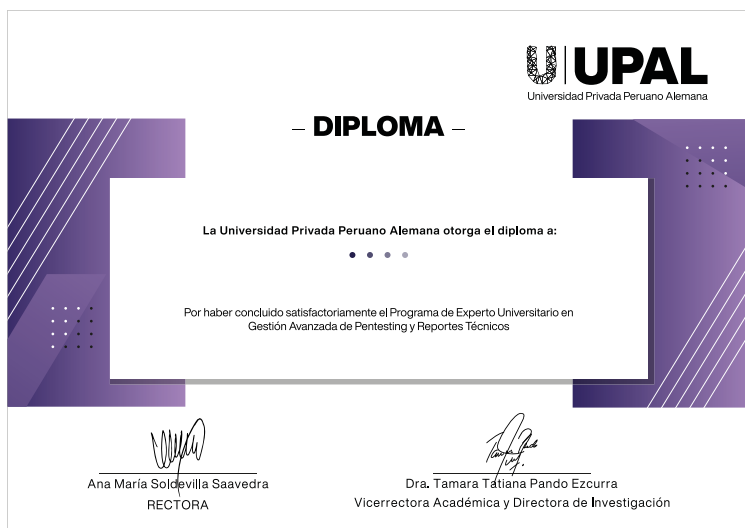 UPAL
Universidad Privada Peruano Alemana
– DIPLOMA –
La Universidad Privada Peruano Alemana otorga el diploma a:
Por haber concluido satisfactoriamente el Programa de Experto Universitario en
Gestión Avanzada de Pentesting y Reportes Técnicos
Ana María Soldevilla Saavedra
RECTORA
Dra. Tamara Tatiana Pando Ezcurra
Vicerrectora Académica y Directora de Investigación